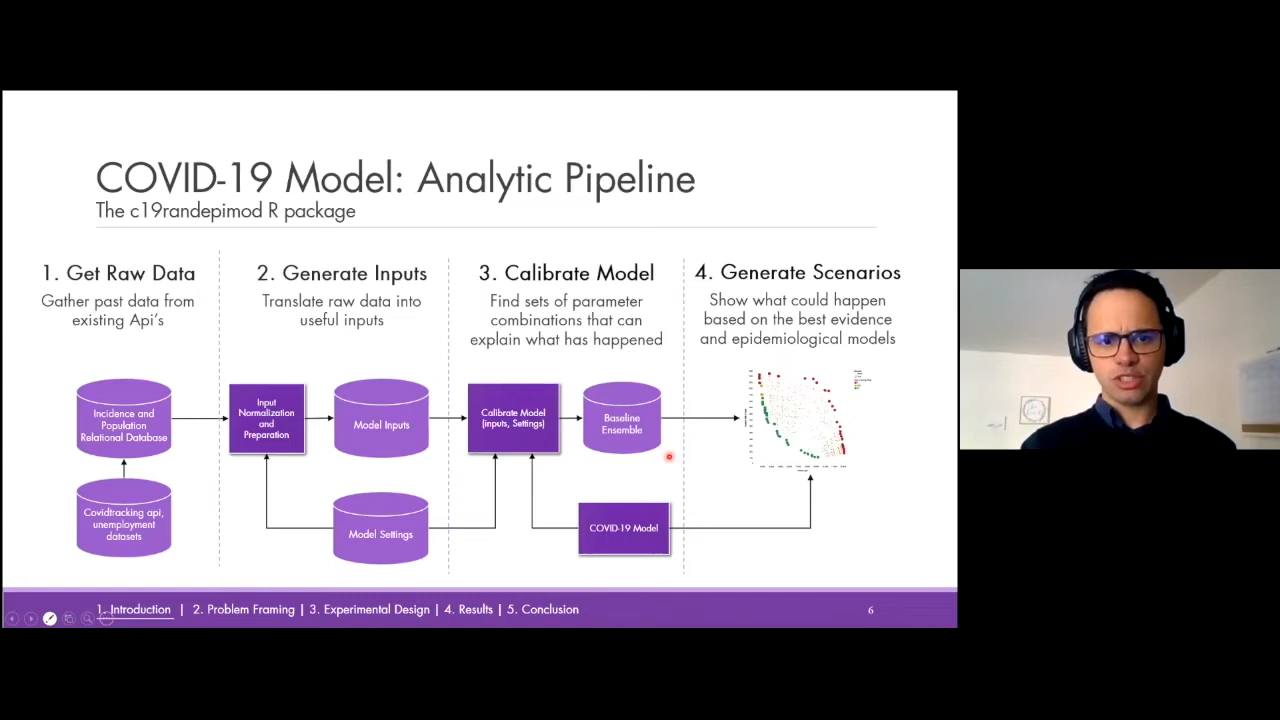 COVID-19 Model: Analytic Pipeline
The c19randepimod R package
1. Get Raw Data
Gather past data from
existing Api's
2. Generate Inputs
Translate raw data into
useful inputs
3. Calibrate Model
Find sets of parameter
combinations that can
explain what has happened
4. Generate Scenarios
Show what could happen
based on the best evidence
and epidemiological models
Incidence and
Population
Relational Database
Covidtracking api,
unemployment
datasets
Input
Normalization
and
Preparation
Model Inputs
Model Settings
Calibrate Model
(inputs, Settings)
Baseline
Ensemble
COVID-19 Model
1. Introduction | 2. Problem Framing | 3. Experimental Design | 4. Results | 5. Conclusion
6